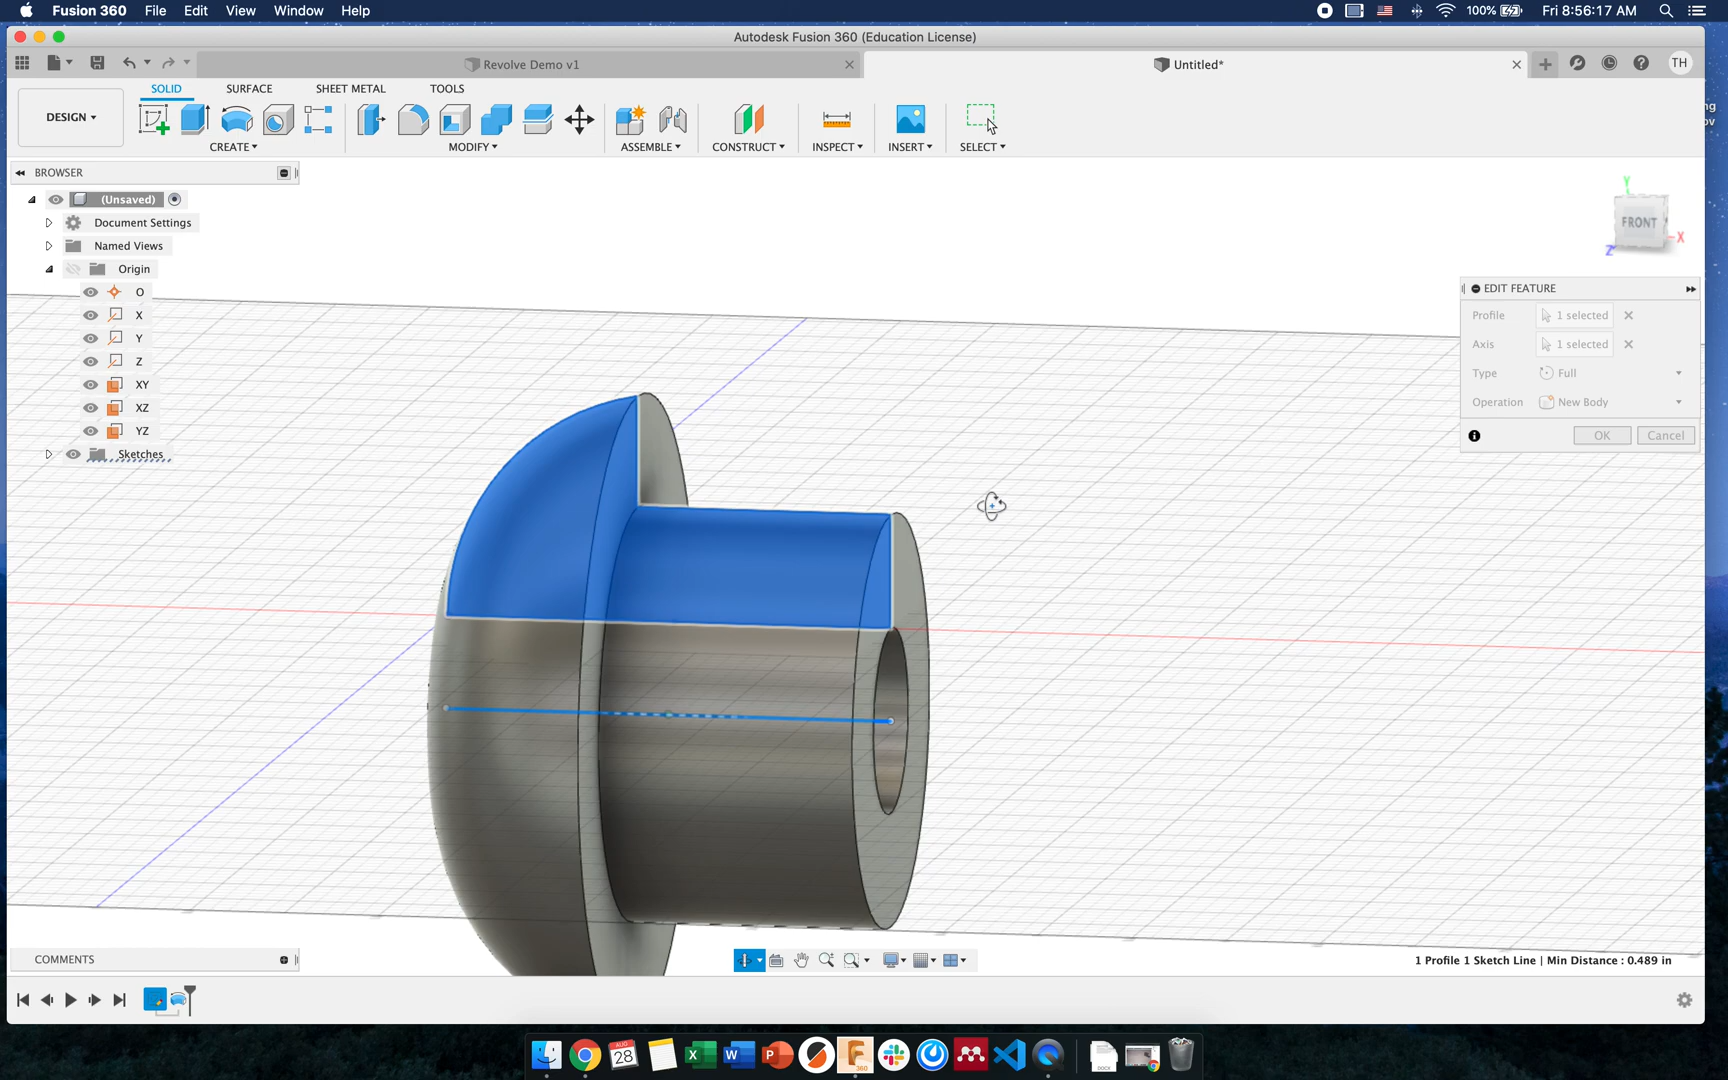 Fusion 360 File Edit View Window Help 100% Fri 8:56:17 AM
Autodesk Fusion 360 (Education License)
Revolve Demo v1 Untitled* TH
SOLID SURFACE SHEET METAL TOOLS
DESIGN
CREATE MODIFY ASSEMBLE CONSTRUCT INSPECT INSERT SELECT
BROWSER
(Unsaved)
Document Settings
Named Views
Origin
O
X
Y
Z
XY
XZ
YZ
Sketches
Y
FRONT
X
Z
EDIT FEATURE
Profile 1 selected
Axis 1 selected
Type Full
Operation New Body
OK Cancel
COMMENTS
1 Profile 1 Sketch Line | Min Distance : 0.489 in
AUG
28
X W P
360
DOCX